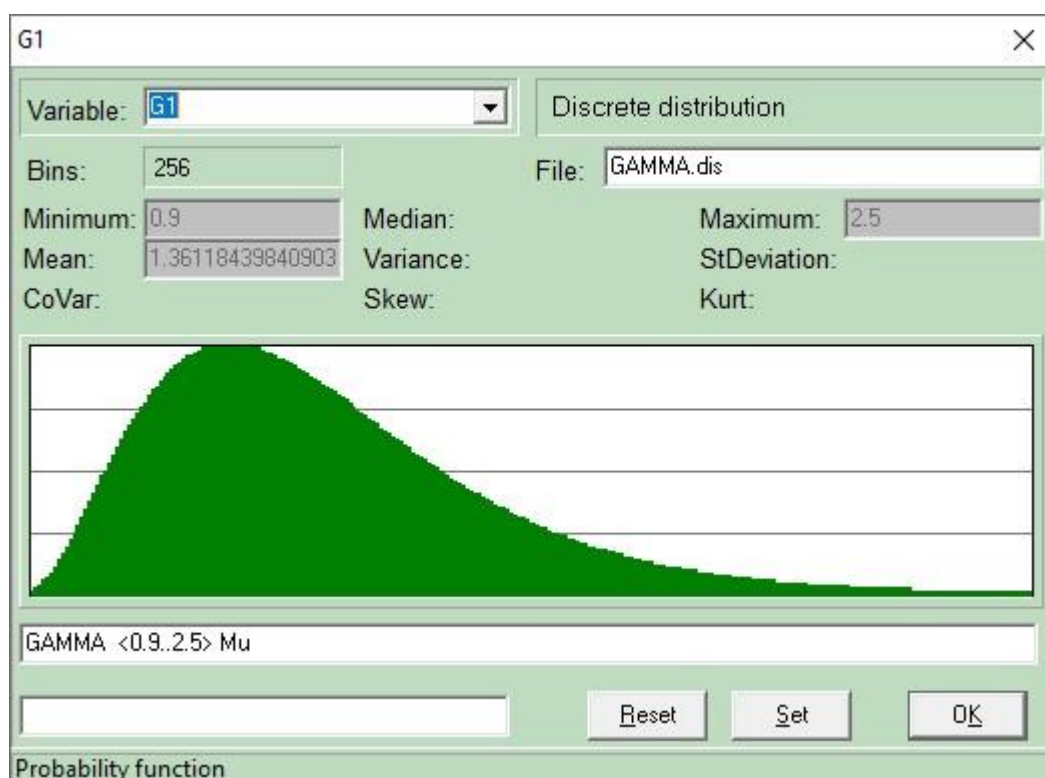 G1
Variable: G1 Discrete distribution
Bins: 256 File: GAMMA.dis
Minimum: 0.9 Median: Maximum: 2.5
Mean: 1.36118439840903 Variance: StDeviation:
CoVar: Skew: Kurt:
GAMMA <0.9..2.5> Mu
Reset Set OK
Probability function